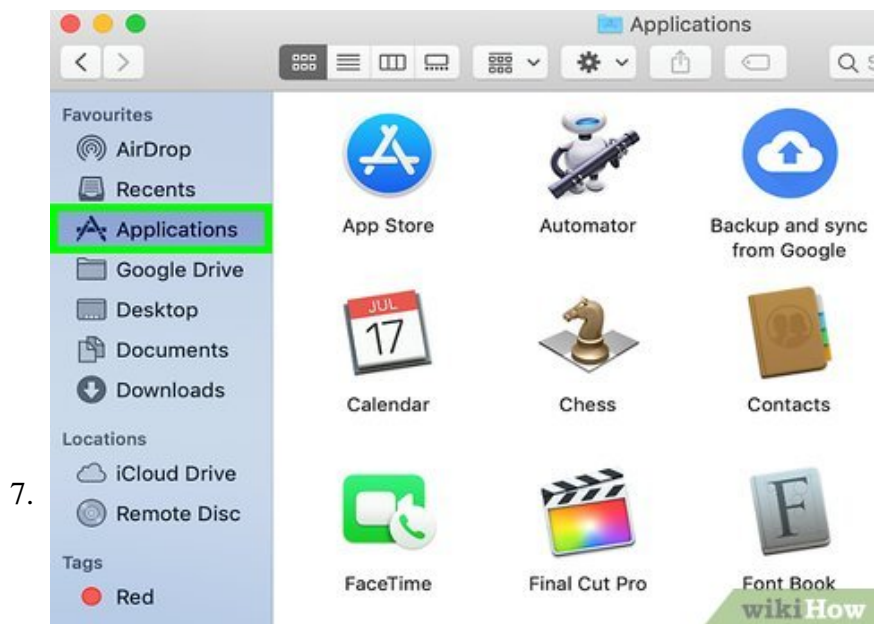 Applications
Favourites
AirDrop
Recents
Applications
Google Drive
Desktop
Documents
Downloads
Locations
iCloud Drive
Remote Disc
Tags
Red
App Store
Automator
Backup and sync
from Google
JUL
17
Calendar
Chess
Contacts
FaceTime
Final Cut Pro
F
Font Book
7.
wikiHow